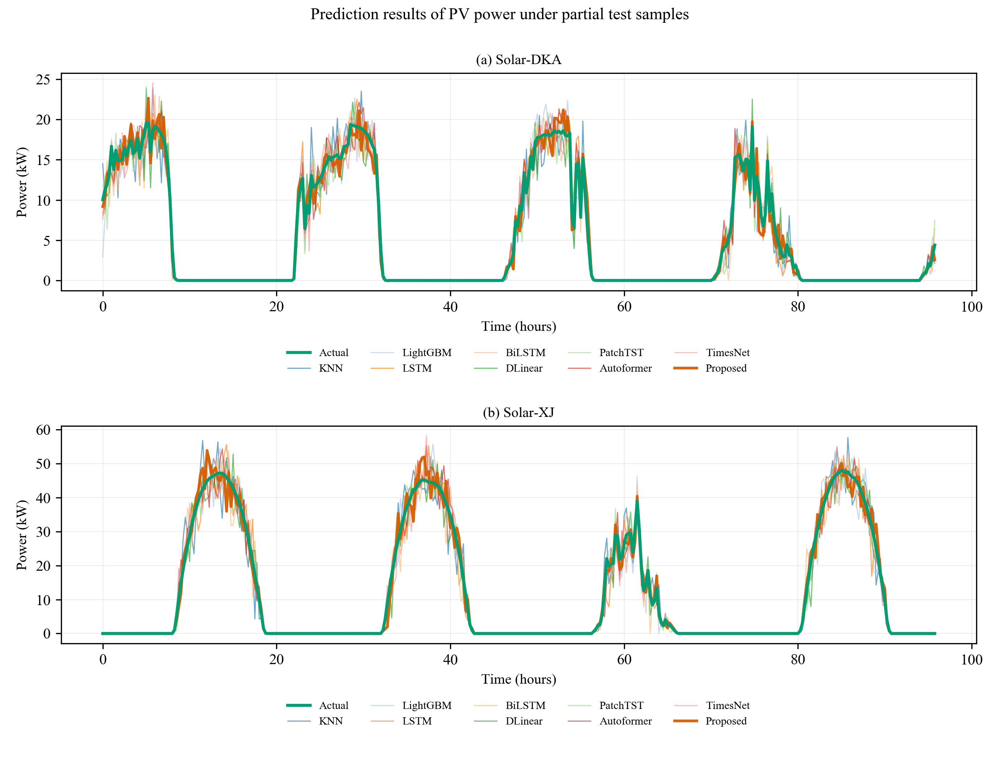 Prediction results of PV power under partial test samples
(a) Solar-DKA
25
20
15
10
5
0
Power (kW)
0 20 40 60 80 100
Time (hours)
Actual LightGBM BiLSTM PatchTST TimesNet
KNN LSTM DLinear Autoformer Proposed
(b) Solar-XJ
60
50
40
30
20
10
0
Power (kW)
0 20 40 60 80 100
Time (hours)
Actual LightGBM BiLSTM PatchTST TimesNet
KNN LSTM DLinear Autoformer Proposed